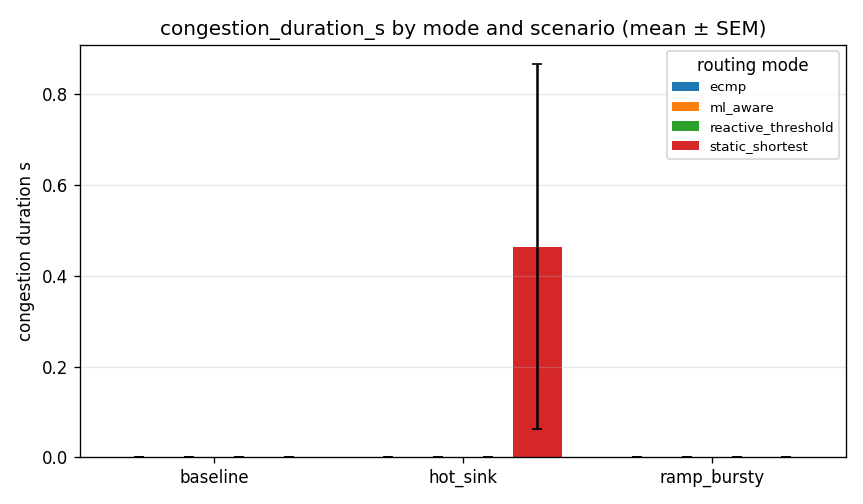 congestion_duration_s by mode and scenario (mean ± SEM)
congestion duration s
0.8
0.6
0.4
0.2
0.0
routing mode
ecmp
ml_aware
reactive_threshold
static_shortest
baseline
hot_sink
ramp_bursty